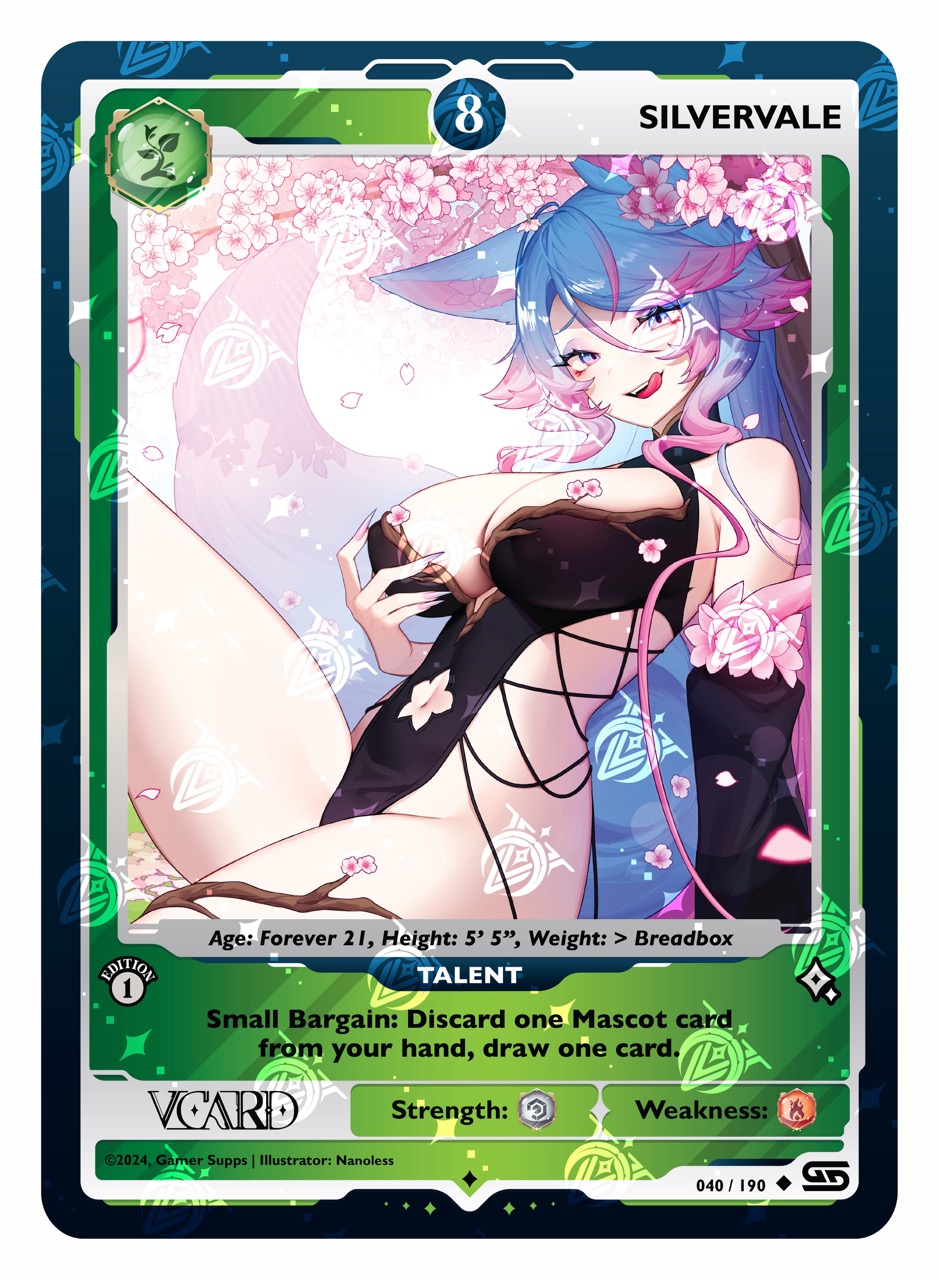 8
SILVERVALE
Age: Forever 21, Height: 5’ 5”, Weight: > Breadbox
EDITION
1
TALENT
Small Bargain: Discard one Mascot card
from your hand, draw one card.
VCARD
Strength:
Weakness:
©2024, Gamer Supps | Illustrator: Nanoless
040 / 190
GS